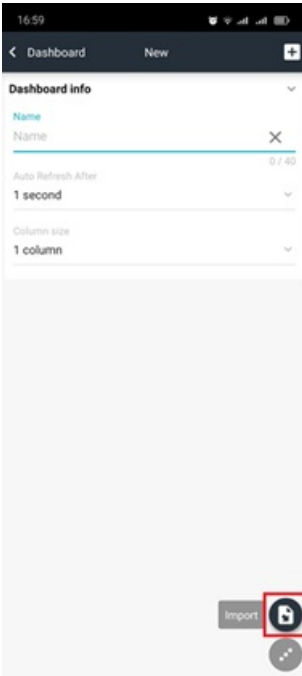 16:59
Dashboard New
Dashboard info
Name
Name
0 / 40
Auto Refresh After
1 second
Column size
1 column
Import